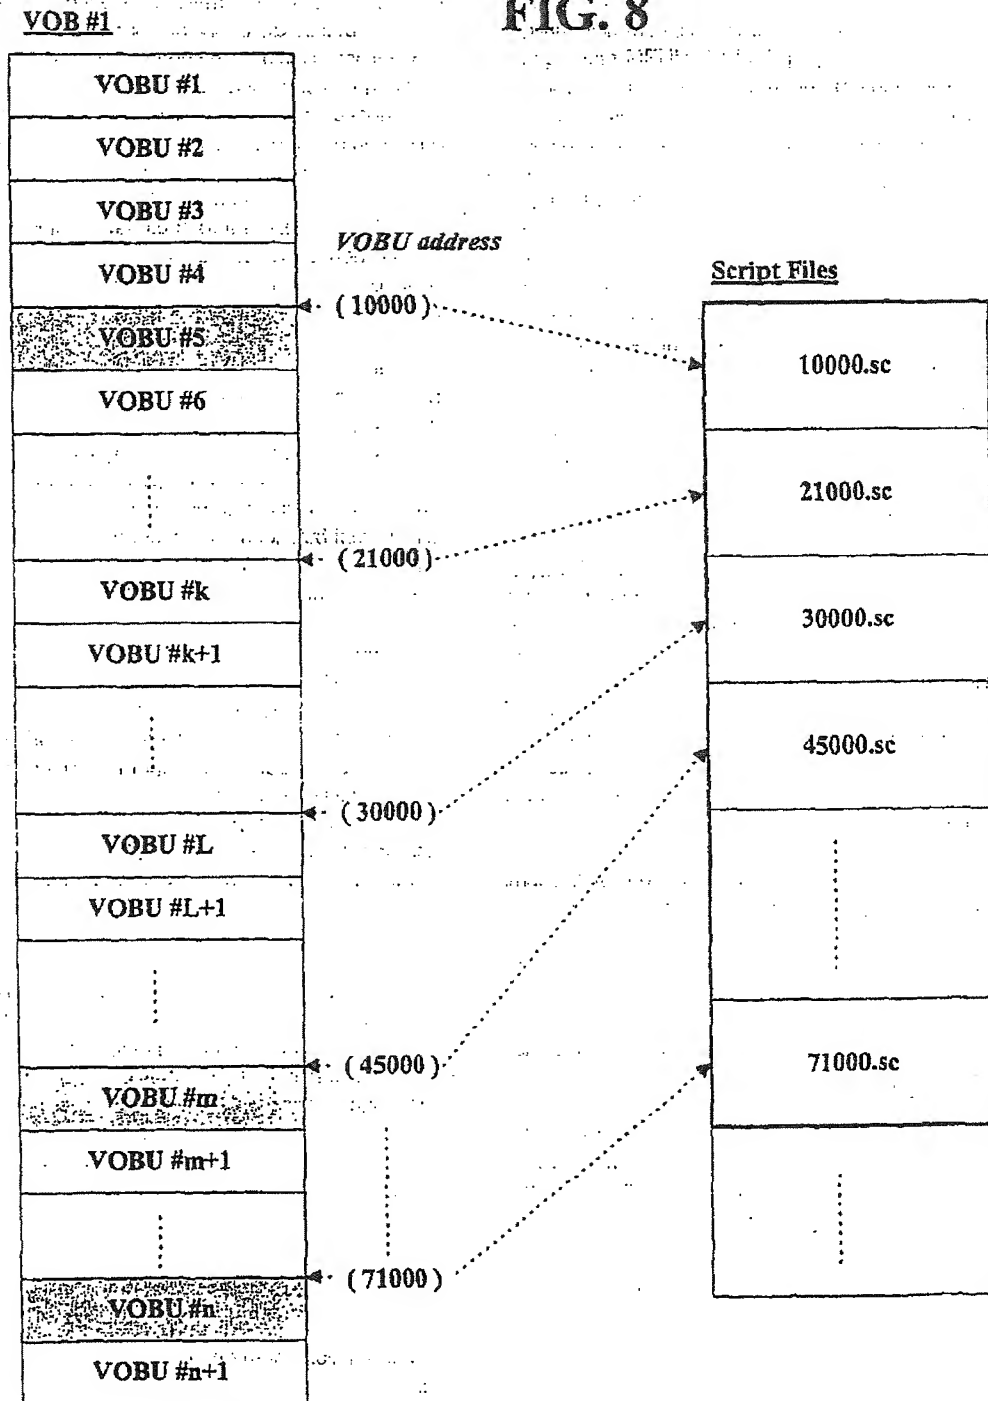 FIG. 8
VOB #1
VOBU #1
VOBU #2
VOBU #3
VOBU #4
VOBU #5
VOBU #6
VOBU #k
VOBU #k+1
VOBU #L
VOBU #L+1
VOBU #m
VOBU #m+1
VOBU #n
VOBU #n+1
VOBU address
(10000)
(21000)
(30000)
(45000)
(71000)
Script Files
10000.sc
21000.sc
30000.sc
45000.sc
71000.sc